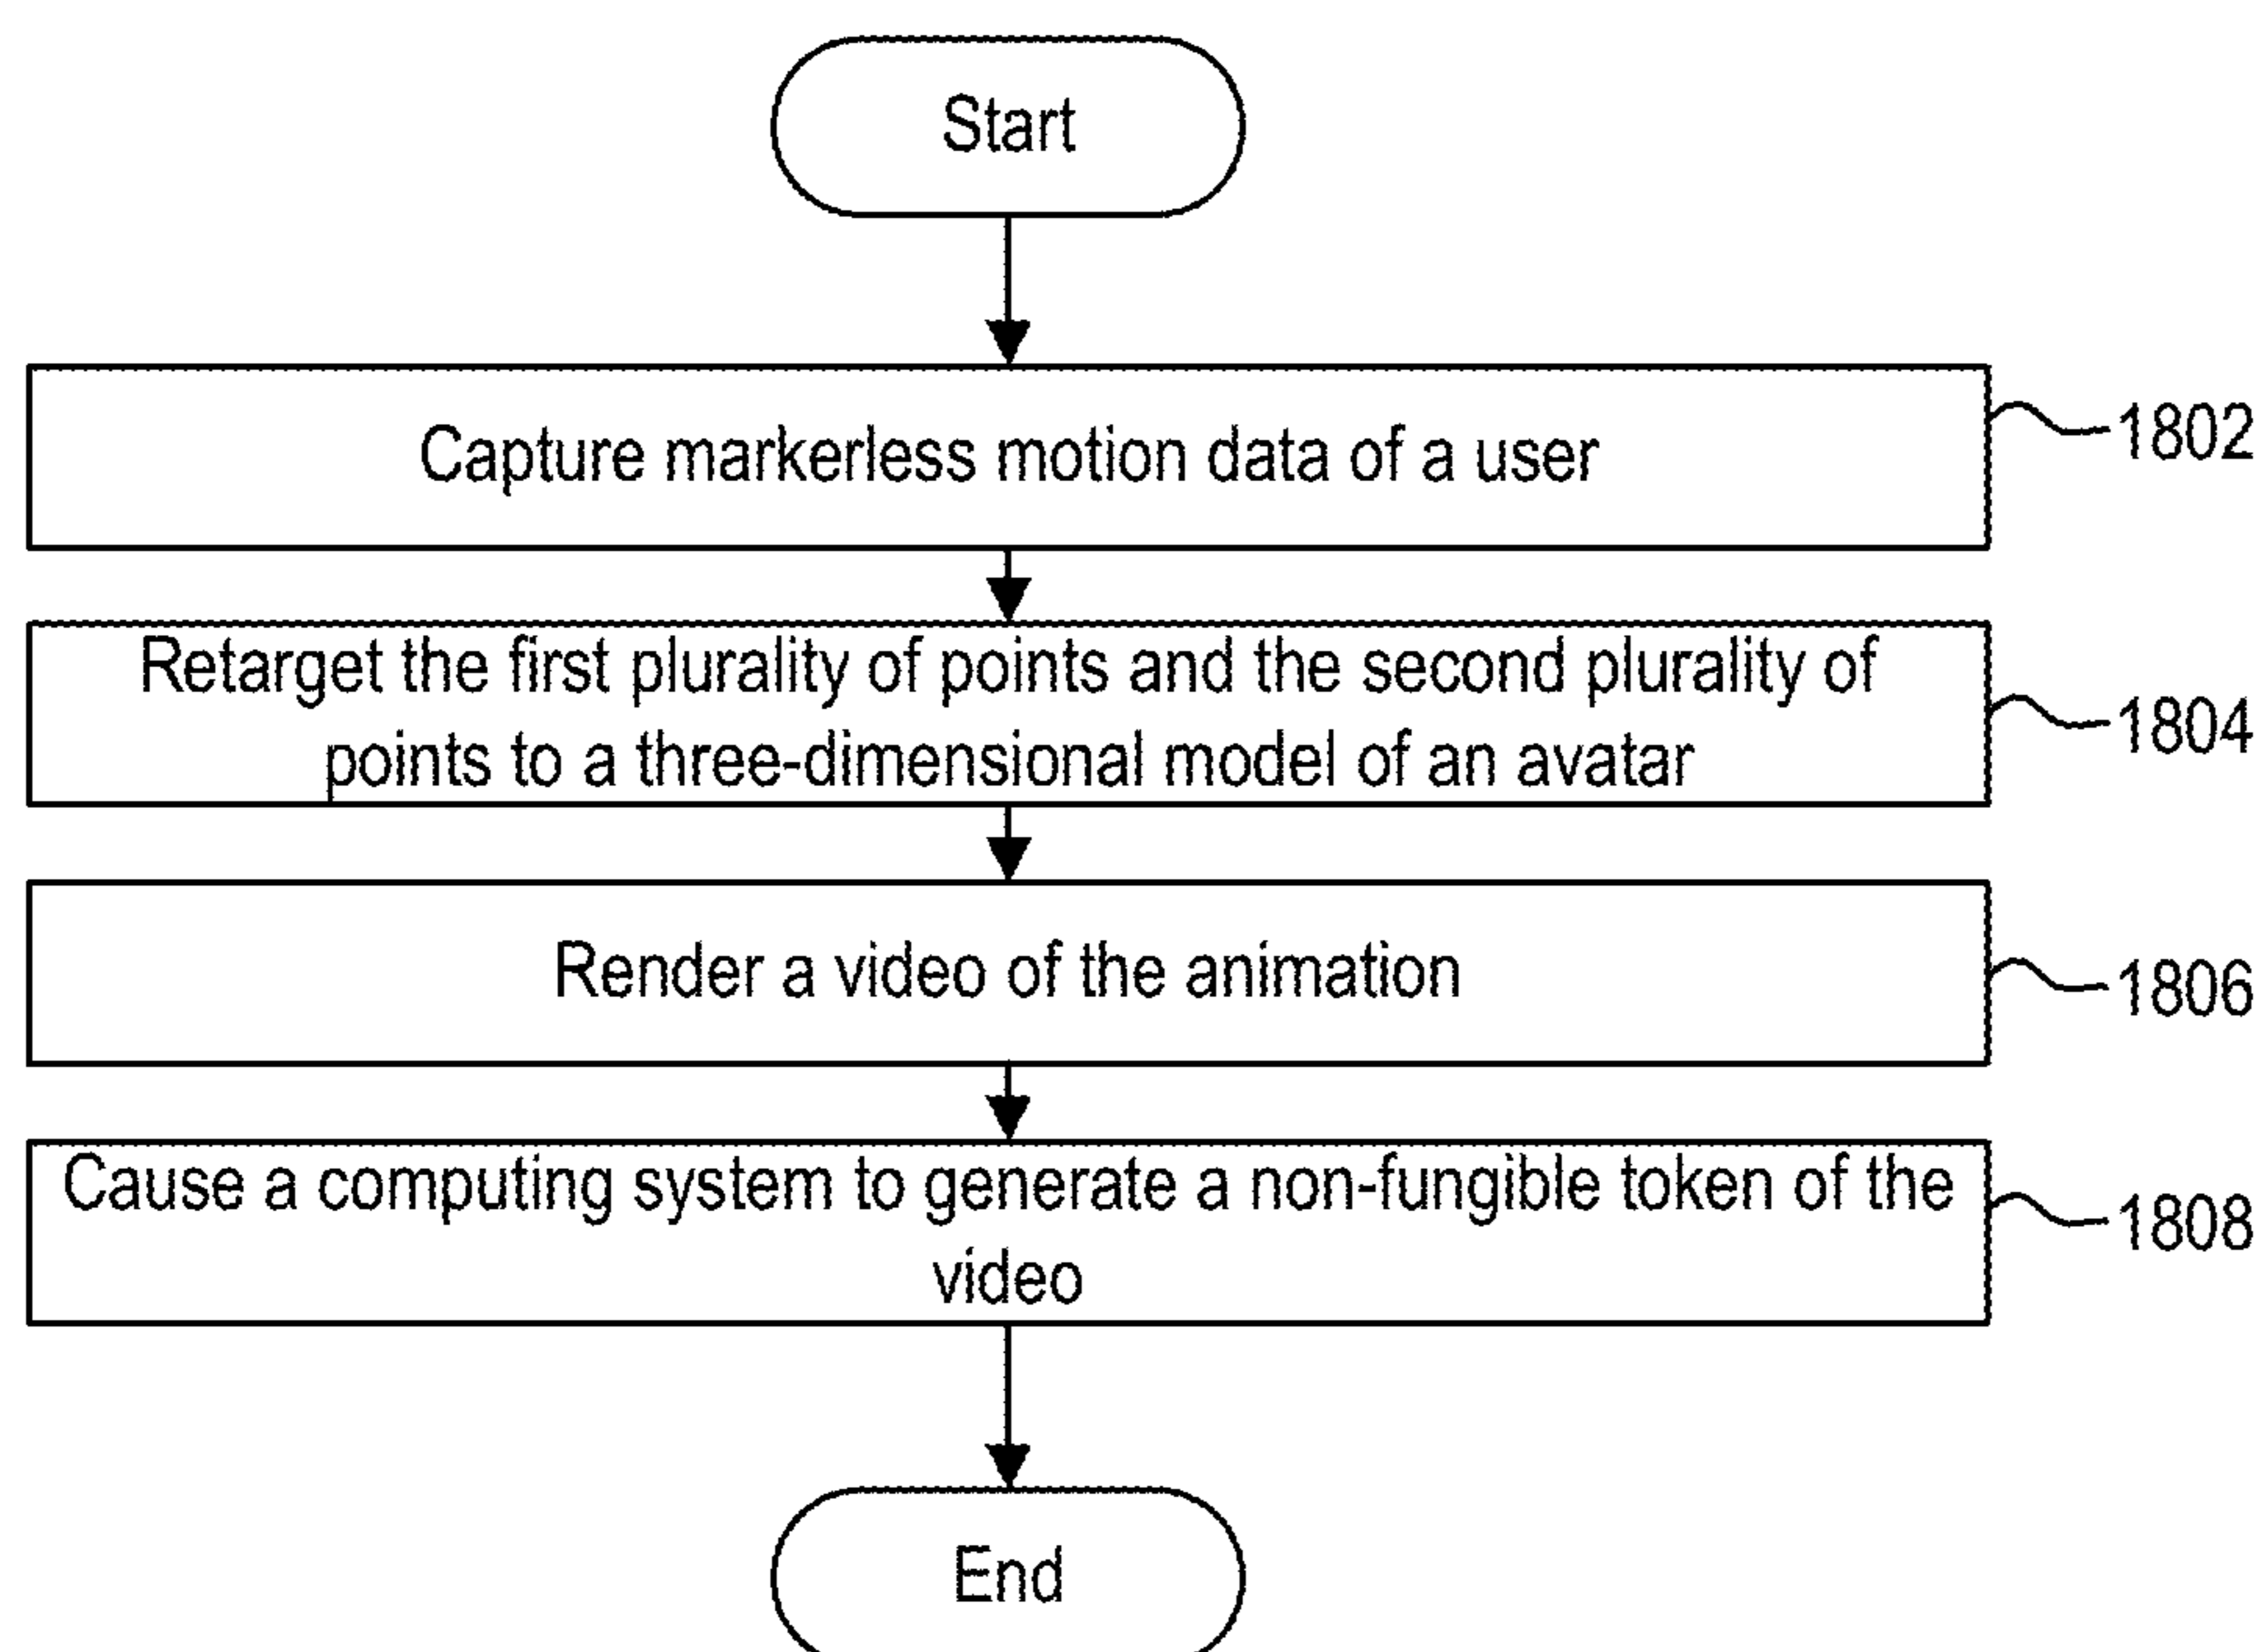 Start
Capture markerless motion data of a user
1802
Retarget the first plurality of points and the second plurality of
points to a three-dimensional model of an avatar
1804
Render a video of the animation
1806
Cause a computing system to generate a non-fungible token of the
video
1808
End